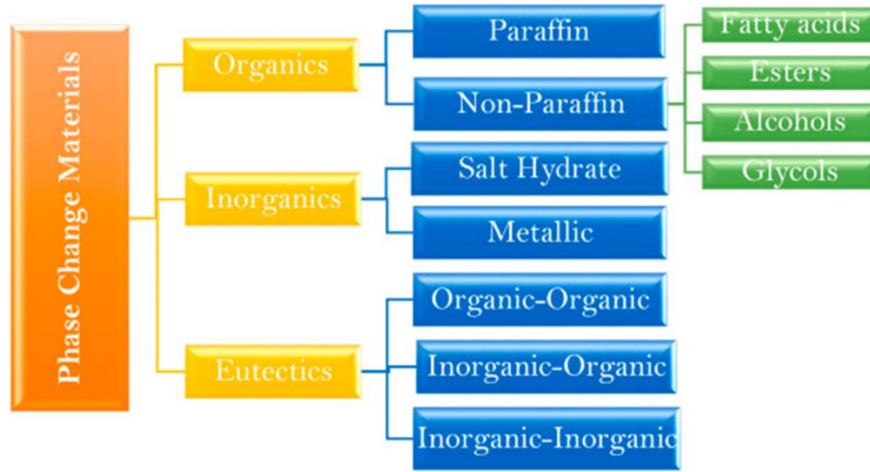 Phase Change Materials
Organics
Paraffin
Non-Paraffin
Fatty acids
Esters
Alcohols
Glycols
Inorganics
Salt Hydrate
Metallic
Eutectics
Organic-Organic
Inorganic-Organic
Inorganic-Inorganic